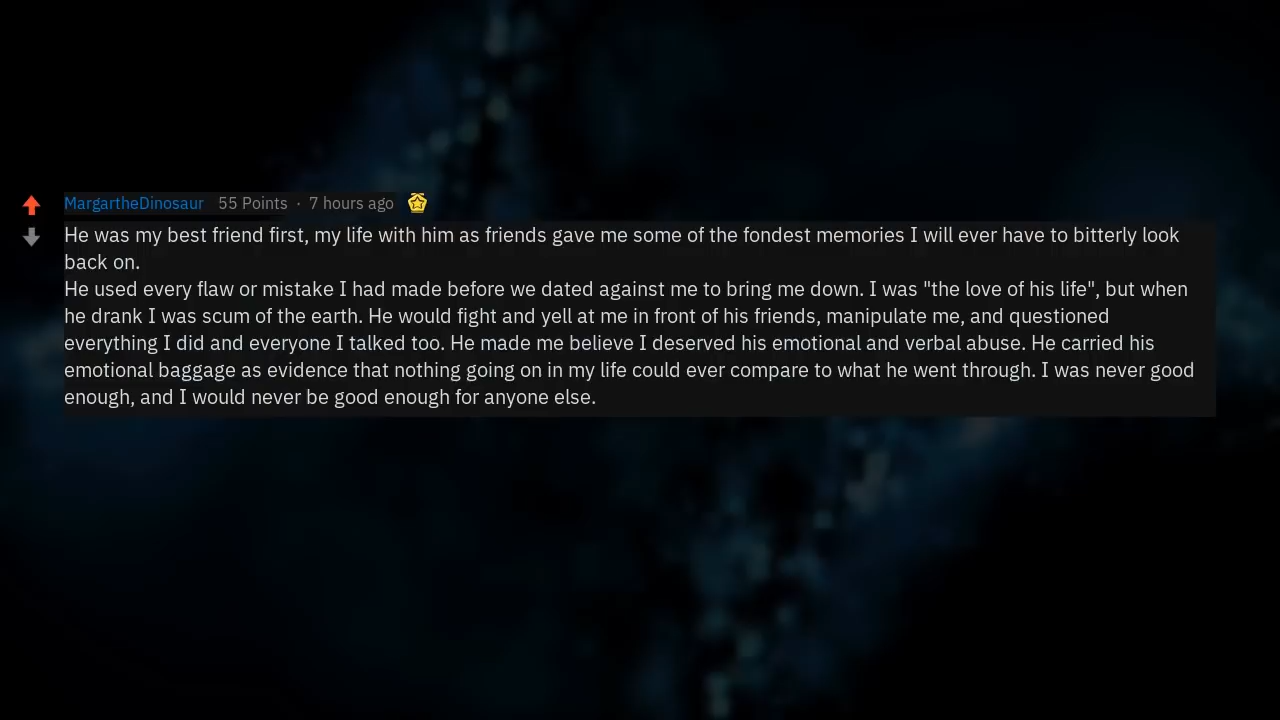 MargartheDinosaur 55 Points · 7 hours ago
He was my best friend first, my life with him as friends gave me some of the fondest memories I will ever have to bitterly look
back on.
He used every flaw or mistake I had made before we dated against me to bring me down. I was "the love of his life", but when
he drank I was scum of the earth. He would fight and yell at me in front of his friends, manipulate me, and questioned
everything I did and everyone I talked too. He made me believe I deserved his emotional and verbal abuse. He carried his
emotional baggage as evidence that nothing going on in my life could ever compare to what he went through. I was never good
enough, and I would never be good enough for anyone else.